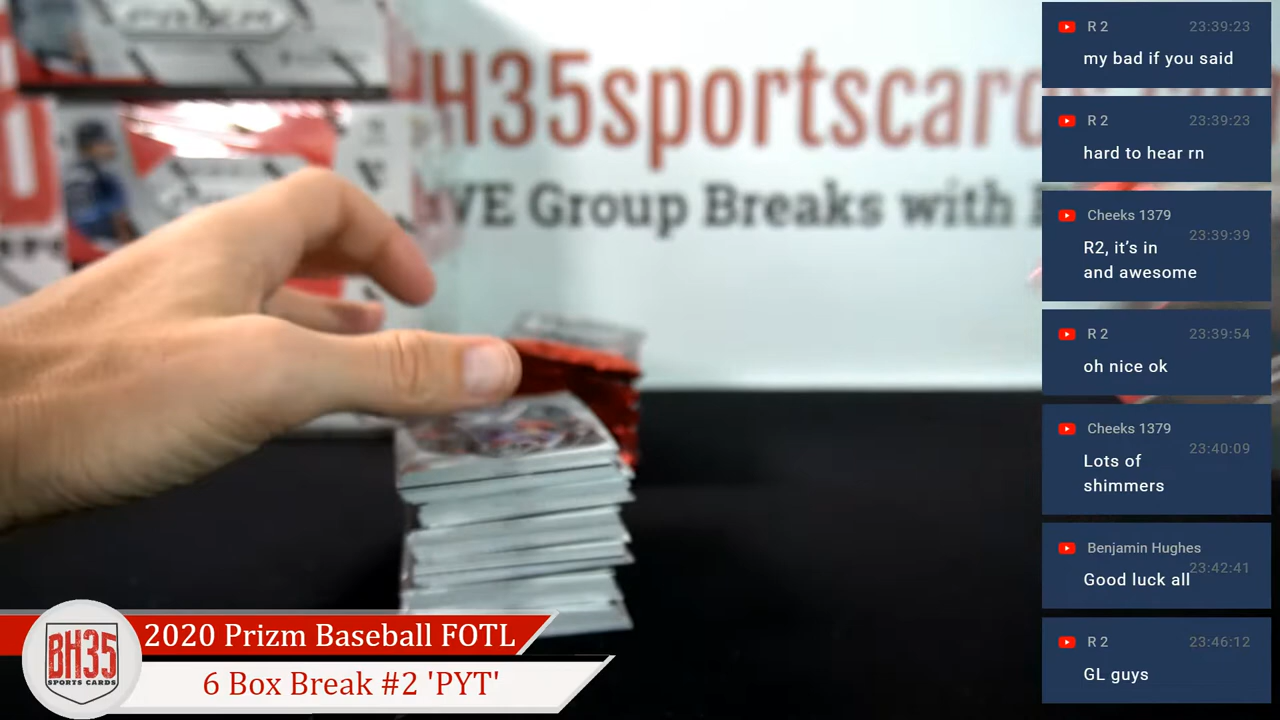 PRIZM
BH35sportscar
LIVE Group Breaks with
R 2 23:39:23
my bad if you said
R 2 23:39:23
hard to hear rn
Cheeks 1379
23:39:39
R2, it’s in
and awesome
R 2 23:39:54
oh nice ok
Cheeks 1379
23:40:09
Lots of
shimmers
Benjamin Hughes
23:42:41
Good luck all
R 2 23:46:12
GL guys
BH35
SPORTS CARDS
2020 Prizm Baseball FOTL
6 Box Break #2 'PYT'